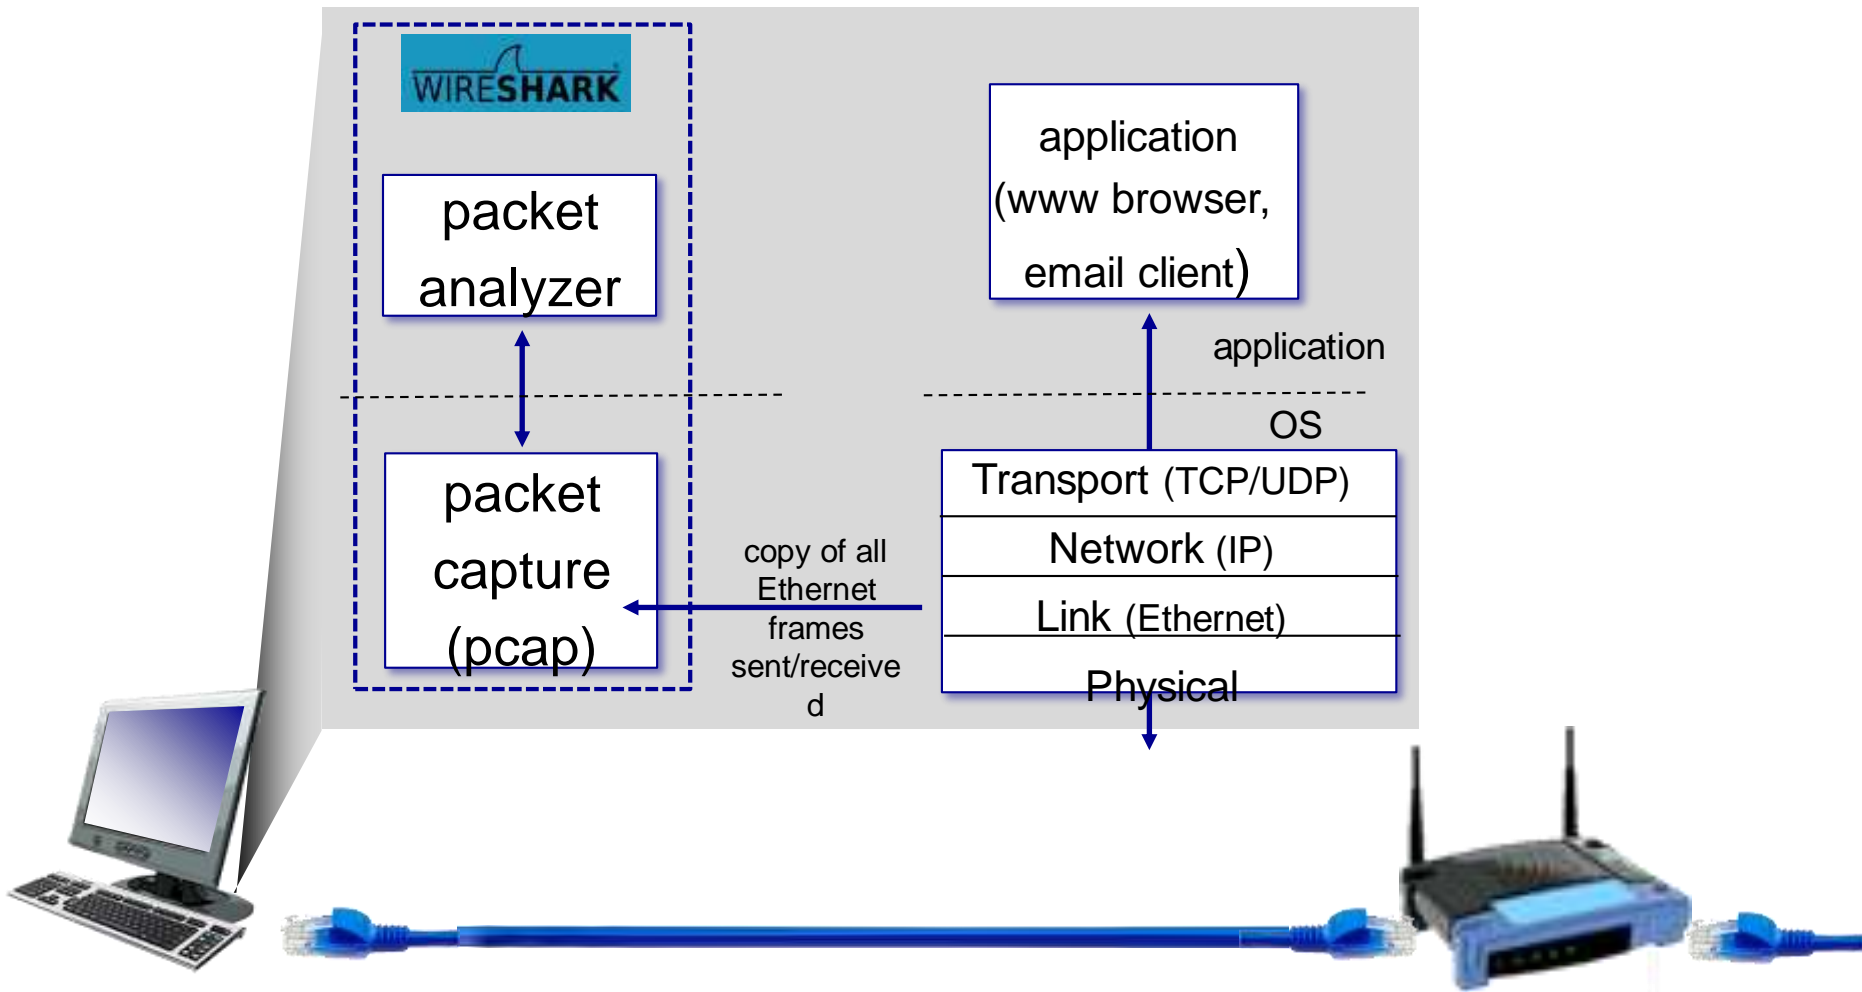 WIRESHARK
packet
analyzer
packet
capture
(pcap)
copy of all
Ethernet
frames
sent/receive
d
application
(www browser,
email client)
application
OS
Transport (TCP/UDP)
Network (IP)
Link (Ethernet)
Physical